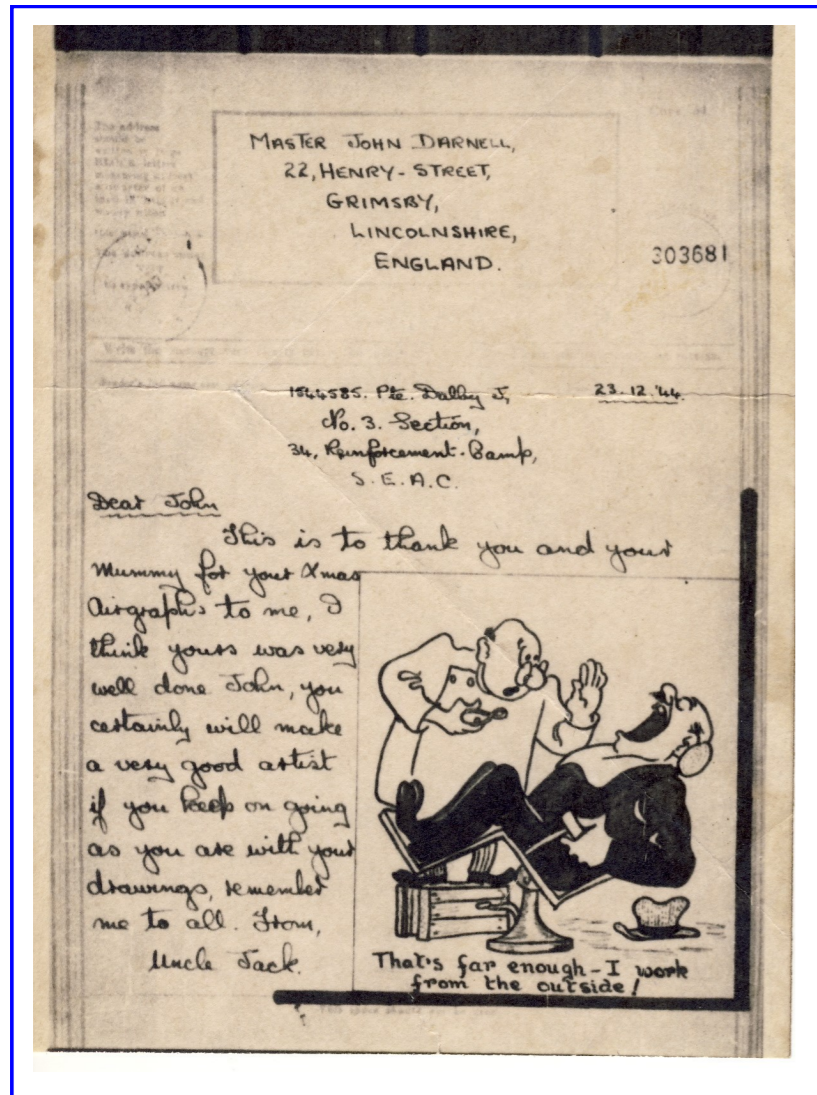 The address
MASTER JOHN DARNELL,
22, HENRY-STREET,
GRIMSBY,
LINCOLNSHIRE,
ENGLAND.
303681
1544585. Pte. Dalby J,
23.12.'44.
No. 3. Section,
34, Reinforcement. Camp,
S.E.A.C.
Dear John
This is to thank you and your
Mummy for your Xmas
Airgraphs to me, I
think yours was very
well done John, you
certainly will make
a very good artist
if you keep on going
as you are with your
drawings, remember
me to all. From,
Uncle Jack.
That's far enough - I work
from the outside!